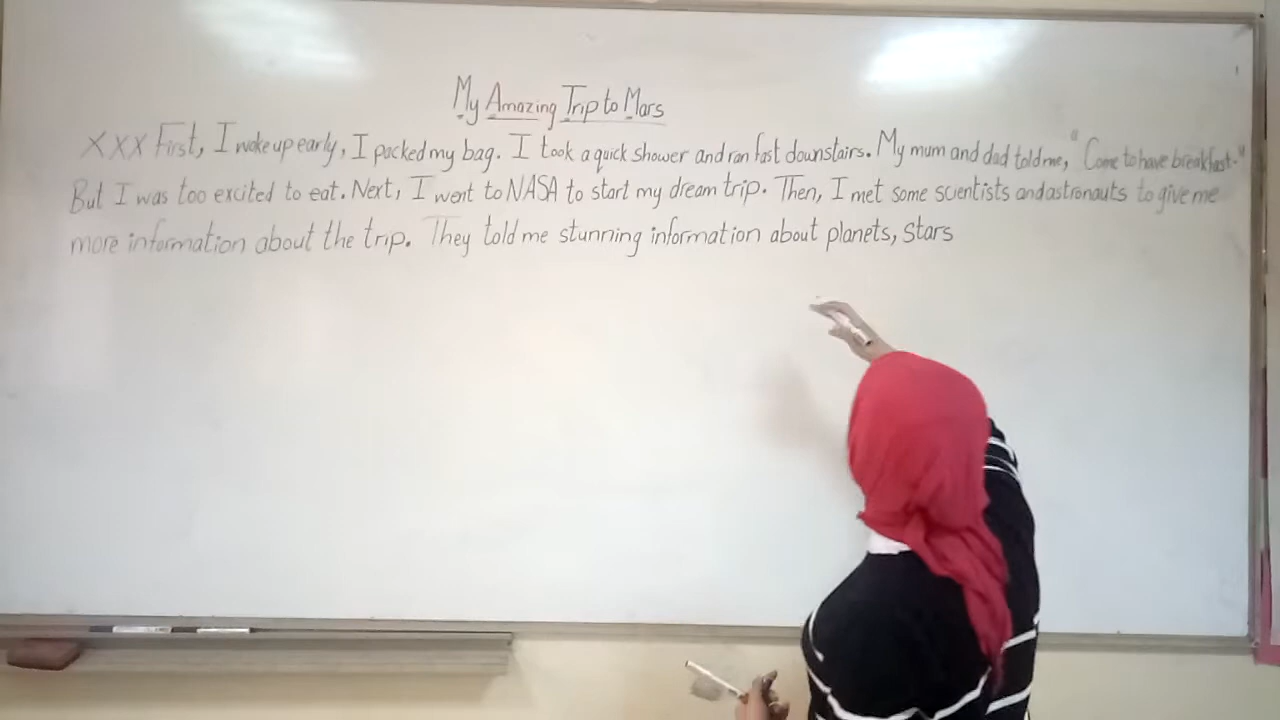 My Amazing Trip to Mars
XXX First, I woke up early, I packed my bag. I took a quick shower and ran fast downstairs. My mum and dad told me, "Come to have breakfast."
But I was too excited to eat. Next, I went to NASA to start my dream trip. Then, I met some scientists and astronauts to give me
more information about the trip. They told me stunning information about planets, stars